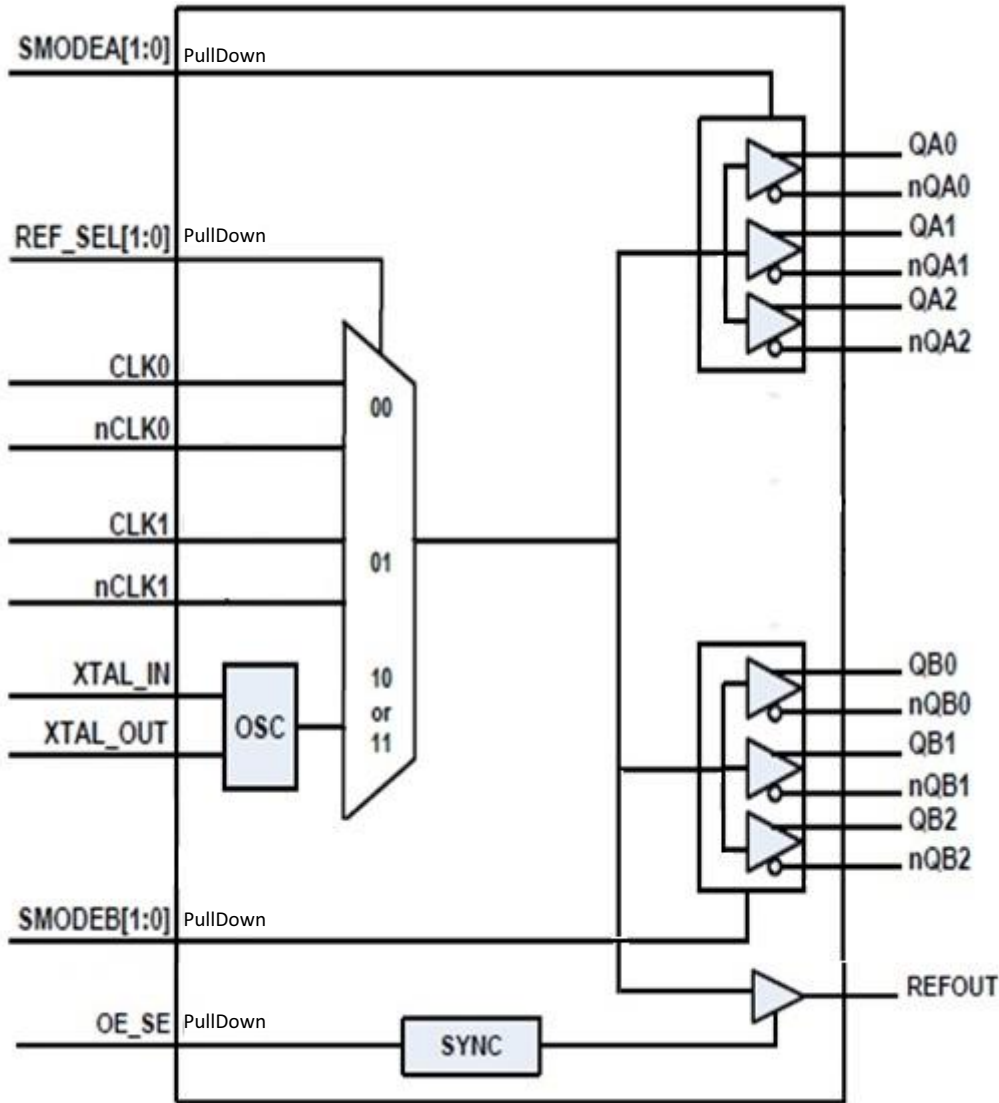 SMODEA[1:0] PullDown
QA0
nQA0
QA1
nQA1
QA2
nQA2
REF_SEL[1:0] PullDown
CLK0
00
nCLK0
CLK1
01
nCLK1
XTAL_IN
XTAL_OUT
OSC
10
or
11
QB0
nQB0
QB1
nQB1
QB2
nQB2
SMODEB[1:0] PullDown
REFOUT
OE_SE PullDown
SYNC